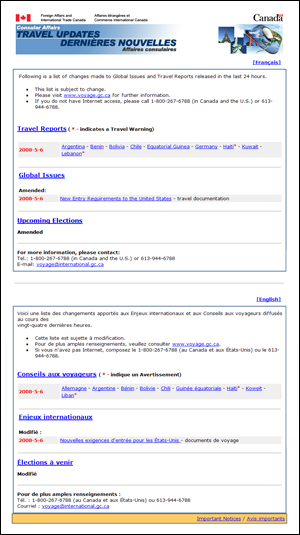 Foreign Affairs and International Trade Canada
Affaires étrangères et Commerce international Canada
Canada
Consular Affairs
TRAVEL UPDATES
DERNIÈRES NOUVELLES
Affaires consulaires
[Français]
Following is a list of changes made to Global Issues and Travel Reports released in the last 24 hours.
• This list is subject to change.
• Please visit www.voyage.gc.ca for further information.
• If you do not have Internet access, please call 1-800-267-6788 (in Canada and the U.S.) or 613-
944-6788.
Travel Reports ( * - indicates a Travel Warning)
2008-5-6 Argentina - Benin - Bolivia - Chile - Equatorial Guinea - Germany - Haiti* - Kuwait -
Lebanon*
Global Issues
Amended:
2008-5-6 New Entry Requirements to the United States - travel documentation
Upcoming Elections
Amended
For more information, please contact:
Tel.: 1-800-267-6788 (in Canada and the U.S.) or 613-944-6788
E-mail: voyage@international.gc.ca
[English]
Voici une liste des changements apportés aux Enjeux internationaux et aux Conseils aux voyageurs diffusée
au cours des
vingt-quatre dernières heures.
• Cette liste est sujette à modification.
• Pour de plus amples renseignements, veuillez consulter www.voyage.gc.ca.
• Si vous n'avez pas Internet, composez le 1-800-267-6788 (au Canada et aux États-Unis) ou le 613-
944-6788.
Conseils aux voyageurs ( * - indique un Avertissement)
2008-5-6 Allemagne - Argentine - Bénin - Bolivie - Chili - Guinée équatoriale - Haïti* - Koweït -
Liban*
Enjeux internationaux
Modifié :
2008-5-6 Nouvelles exigences d'entrée pour les États-Unis - documents de voyage
Élections à venir
Modifié
Pour de plus amples renseignements :
Tél. : 1-800-267-6788 (au Canada et aux États-Unis) ou 613-944-6788
Courriel : voyage@international.gc.ca
Important Notices / Avis importants